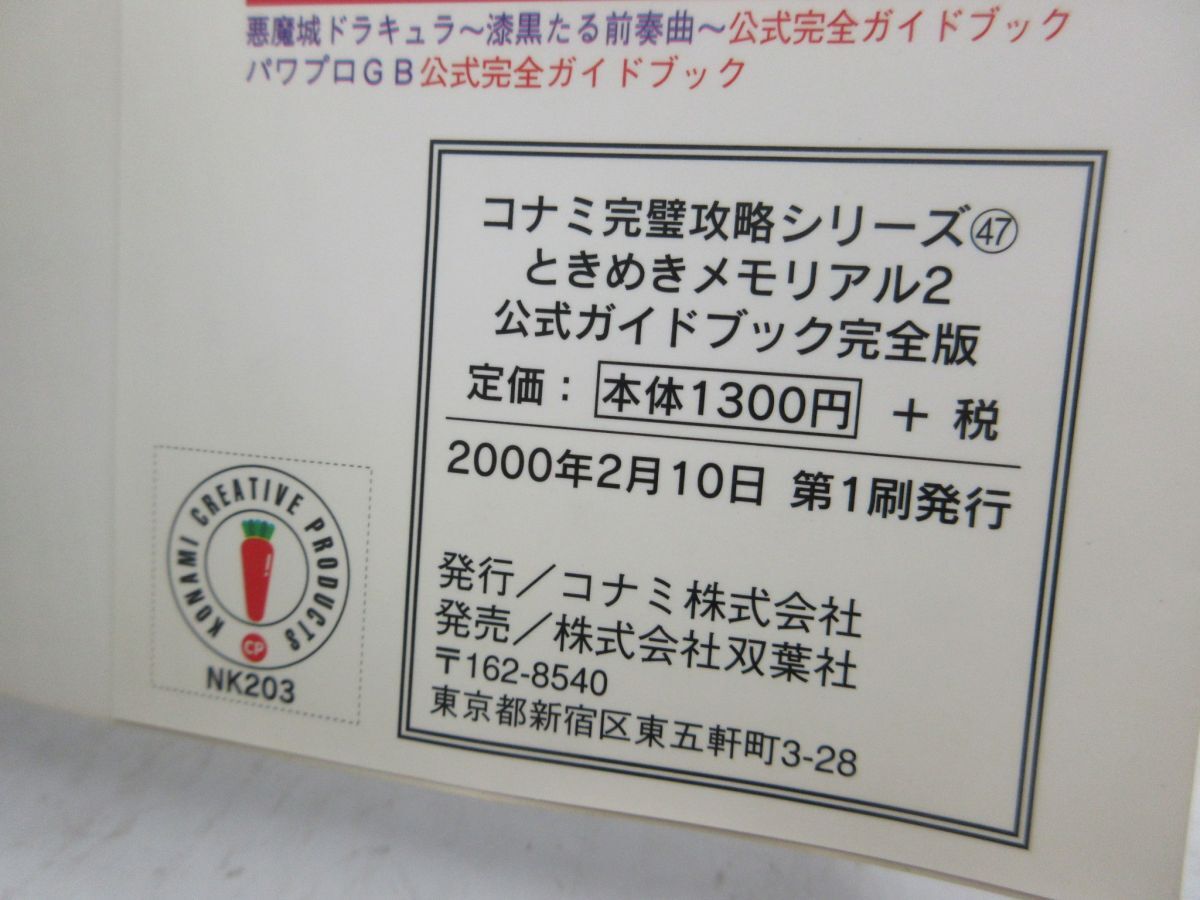 悪魔城ドラキュラ～漆黒たる前奏曲～公式完全ガイドブック
パワプロGB公式完全ガイドブック
コナミ完璧攻略シリーズ㊼
ときめきメモリアル2
公式ガイドブック完全版
定価：本体1300円 + 税
2000年2月10日 第1刷発行
発行／コナミ株式会社
発売／株式会社双葉社
〒162-8540
東京都新宿区東五軒町3-28
KONAMI CREATIVE PRODUCTS
CP
NK203